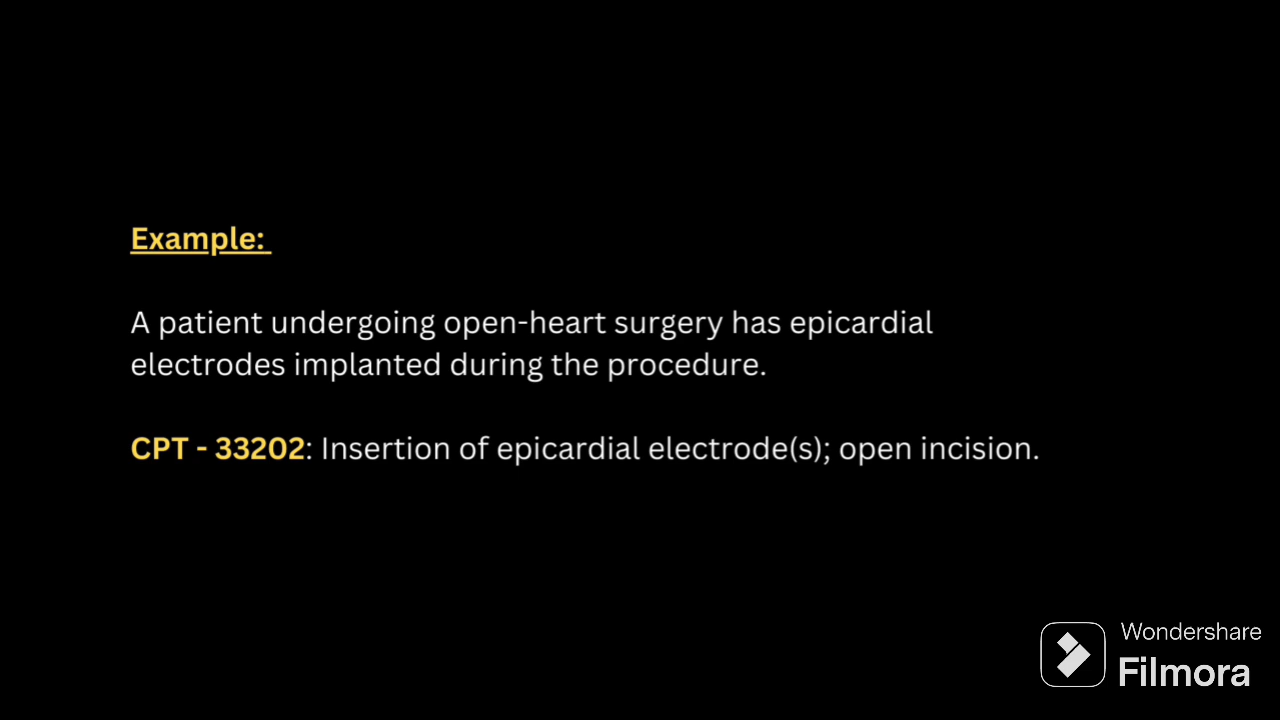 Example:
A patient undergoing open-heart surgery has epicardial
electrodes implanted during the procedure.
CPT - 33202: Insertion of epicardial electrode(s); open incision.
Wondershare
Filmora